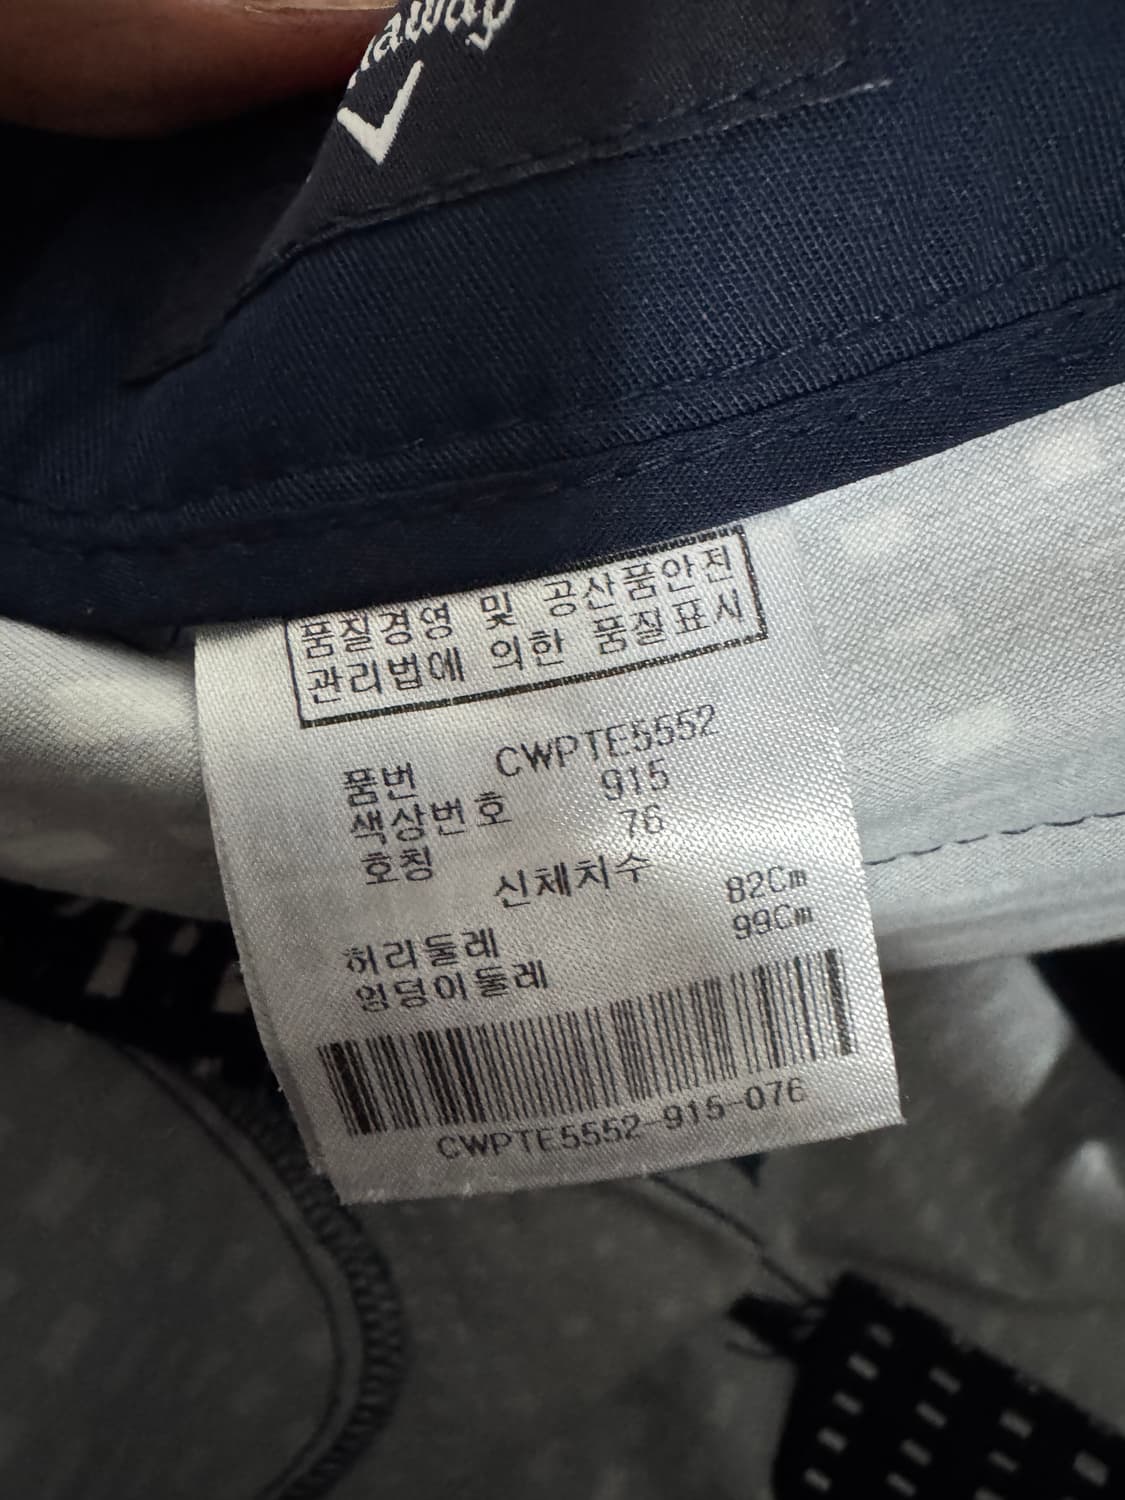 품질경영 및 공산품안전
관리법에 의한 품질표시
품번 CWPTE5552
색상번호 915
호칭 76
신체치수
허리둘레 82Cm
엉덩이둘레 99Cm
CWPTE5552-915-076